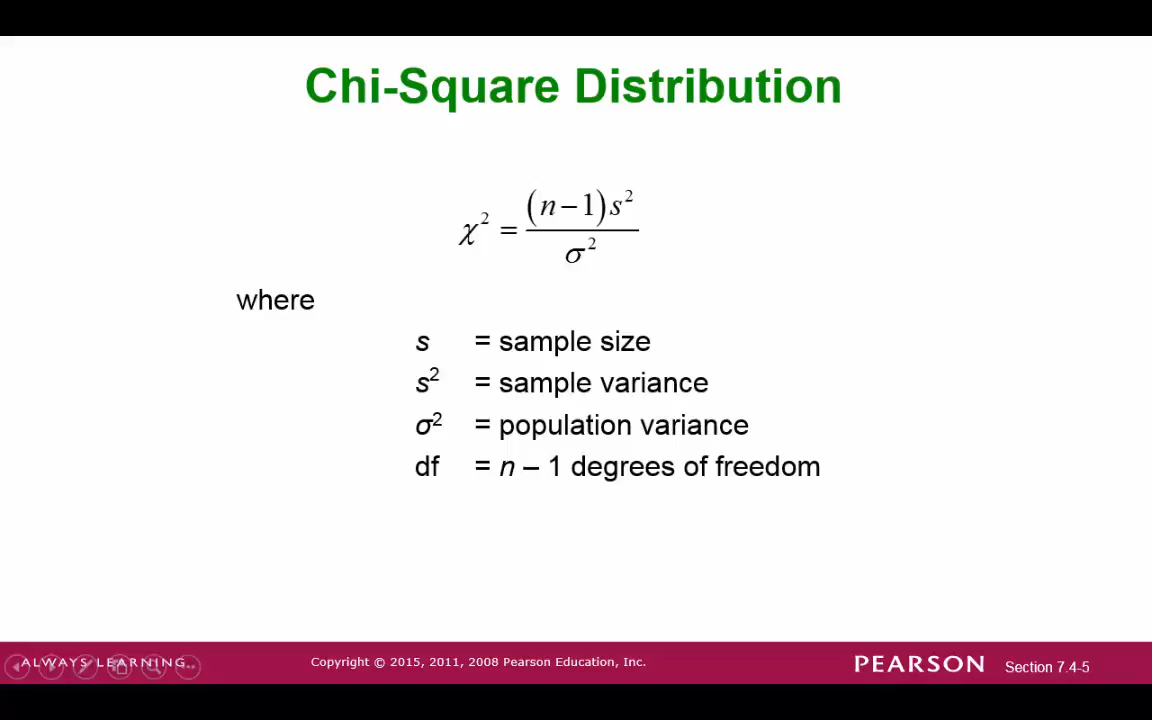 Chi-Square Distribution
χ² = (n − 1)s² / σ²
where
s = sample size
s² = sample variance
σ² = population variance
df = n – 1 degrees of freedom
ALWAYS LEARNING
Copyright © 2015, 2011, 2008 Pearson Education, Inc.
PEARSON
Section 7.4-5